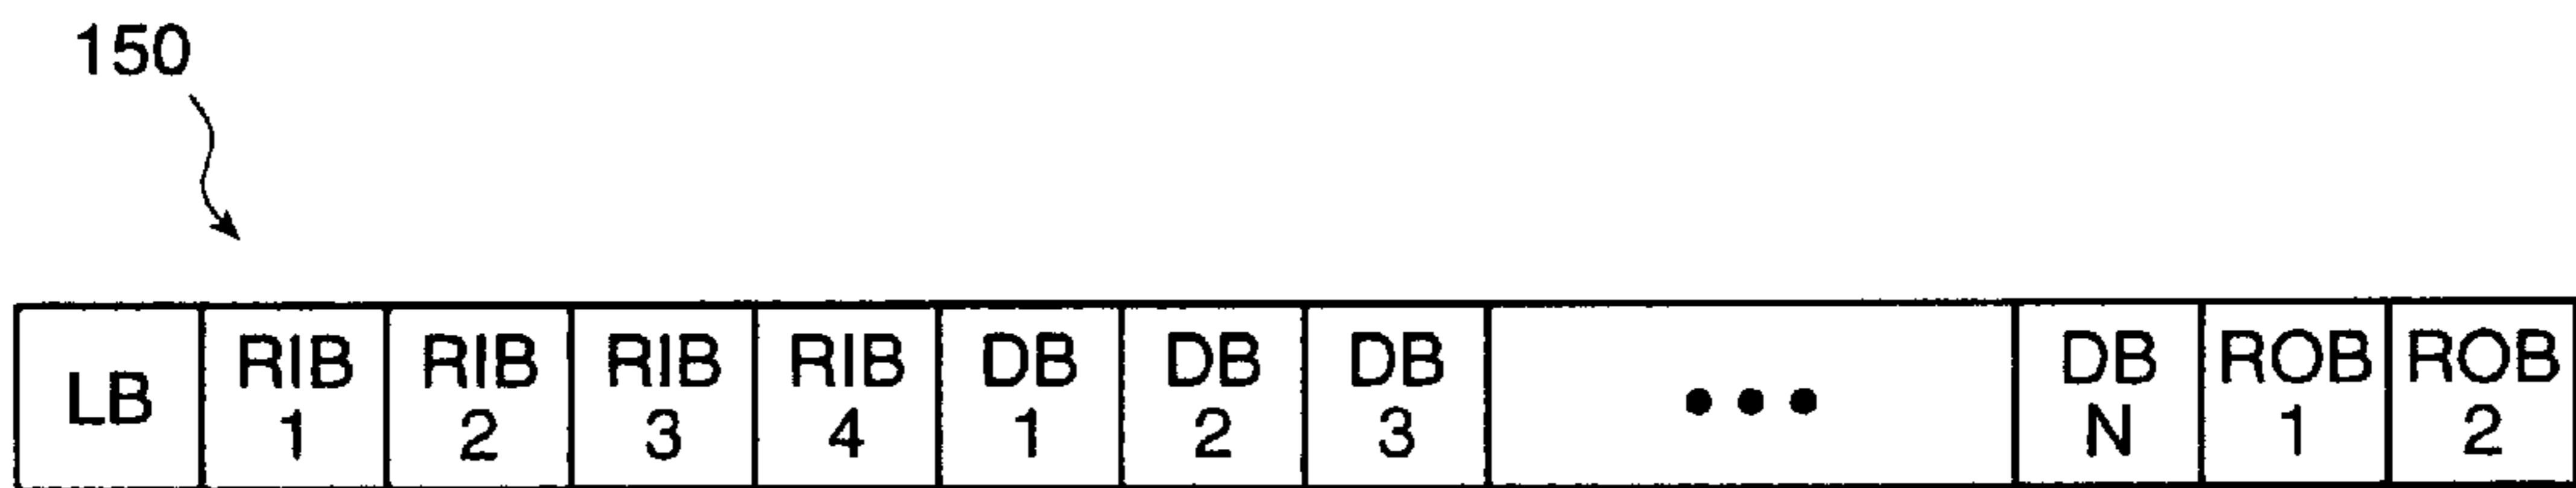 150
LB RIB 1 RIB 2 RIB 3 RIB 4 DB 1 DB 2 DB 3 ••• DB N ROB 1 ROB 2